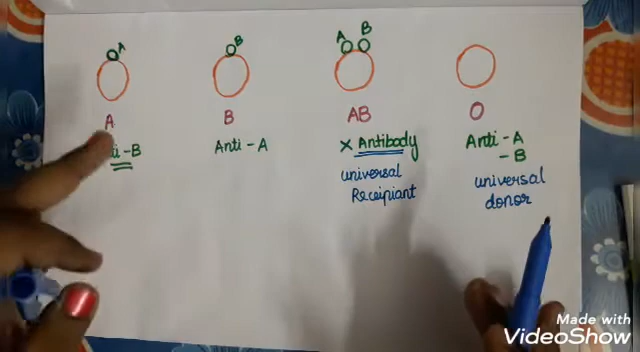 A
B
A B
A
B
AB
O
-B
Anti - A
x Antibody
Anti - A
- B
universal
Receipiant
universal
donor
Made with
VideoShow